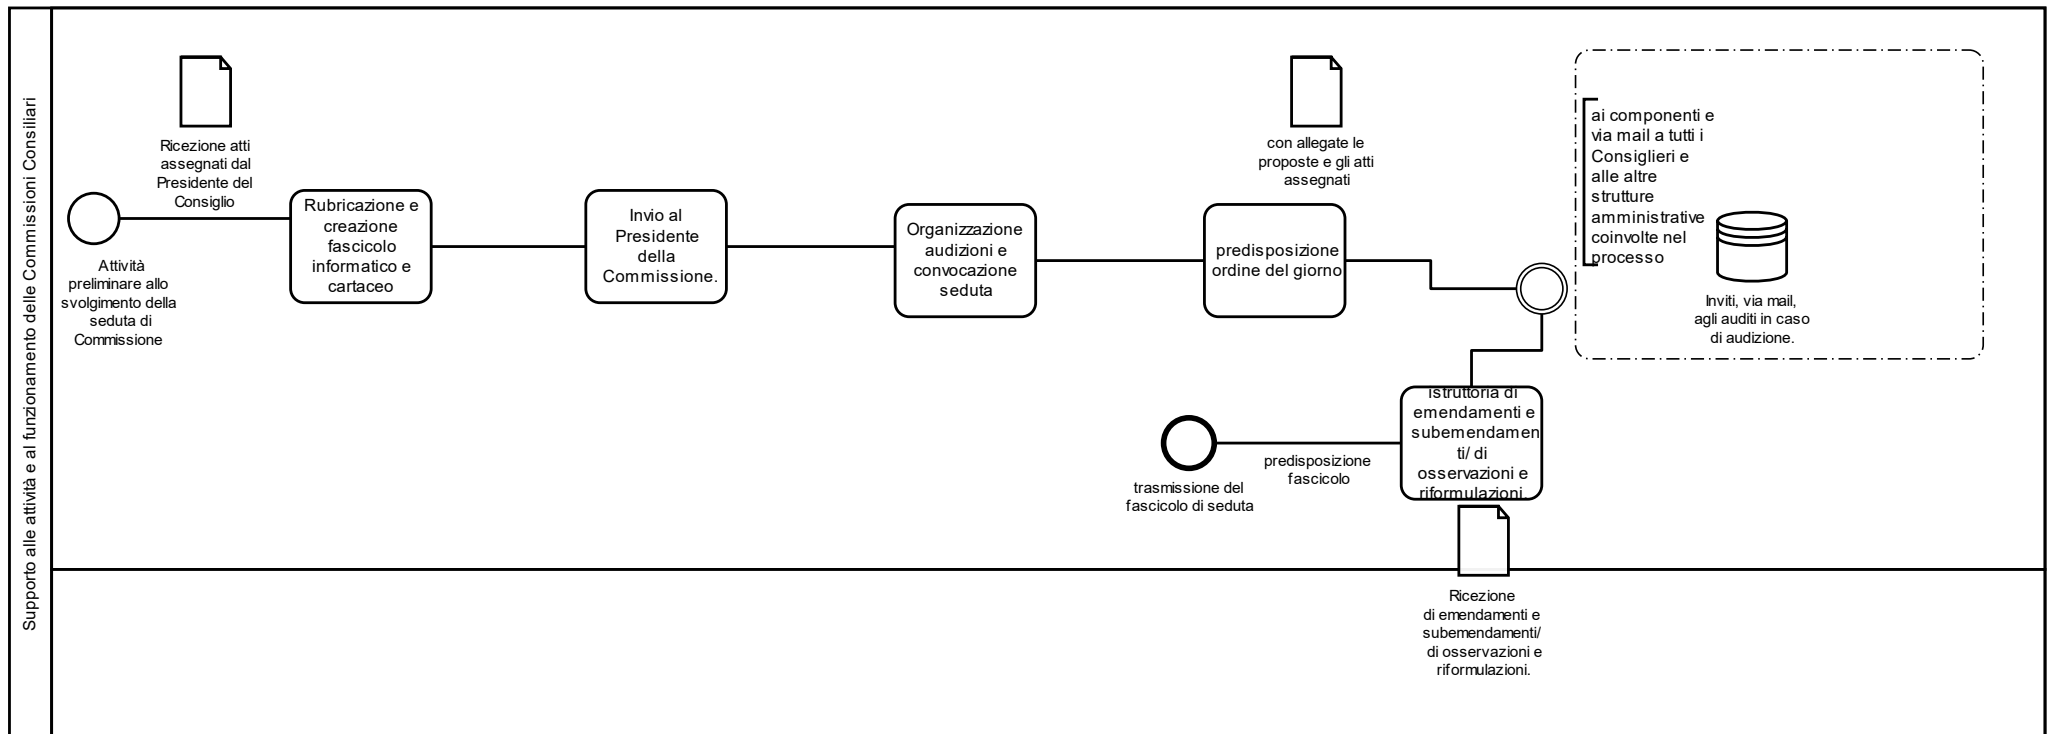 Supporto alle attività e al funzionamento delle Commissioni Consiliari
Ricezione atti
assegnati dal
Presidente del
Consiglio
Attività
preliminare allo
svolgimento della
seduta di
Commissione
Rubricazione e
creazione
fascicolo
informatico e
cartaceo
Invio al
Presidente
della
Commissione.
Organizzazione
audizioni e
convocazione
seduta
con allegate le
proposte e gli atti
assegnati
predisposizione
ordine del giorno
ai componenti e
via mail a tutti i
Consiglieri e
alle altre
strutture
amministrative
coinvolte nel
processo
Inviti, via mail,
agli auditi in caso
di audizione.
istruttoria di
emendamenti e
subemendamen
ti/ di
osservazioni e
riformulazioni.
predisposizione
fascicolo
trasmissione del
fascicolo di seduta
Ricezione
di emendamenti e
subemendamenti/
di osservazioni e
riformulazioni.